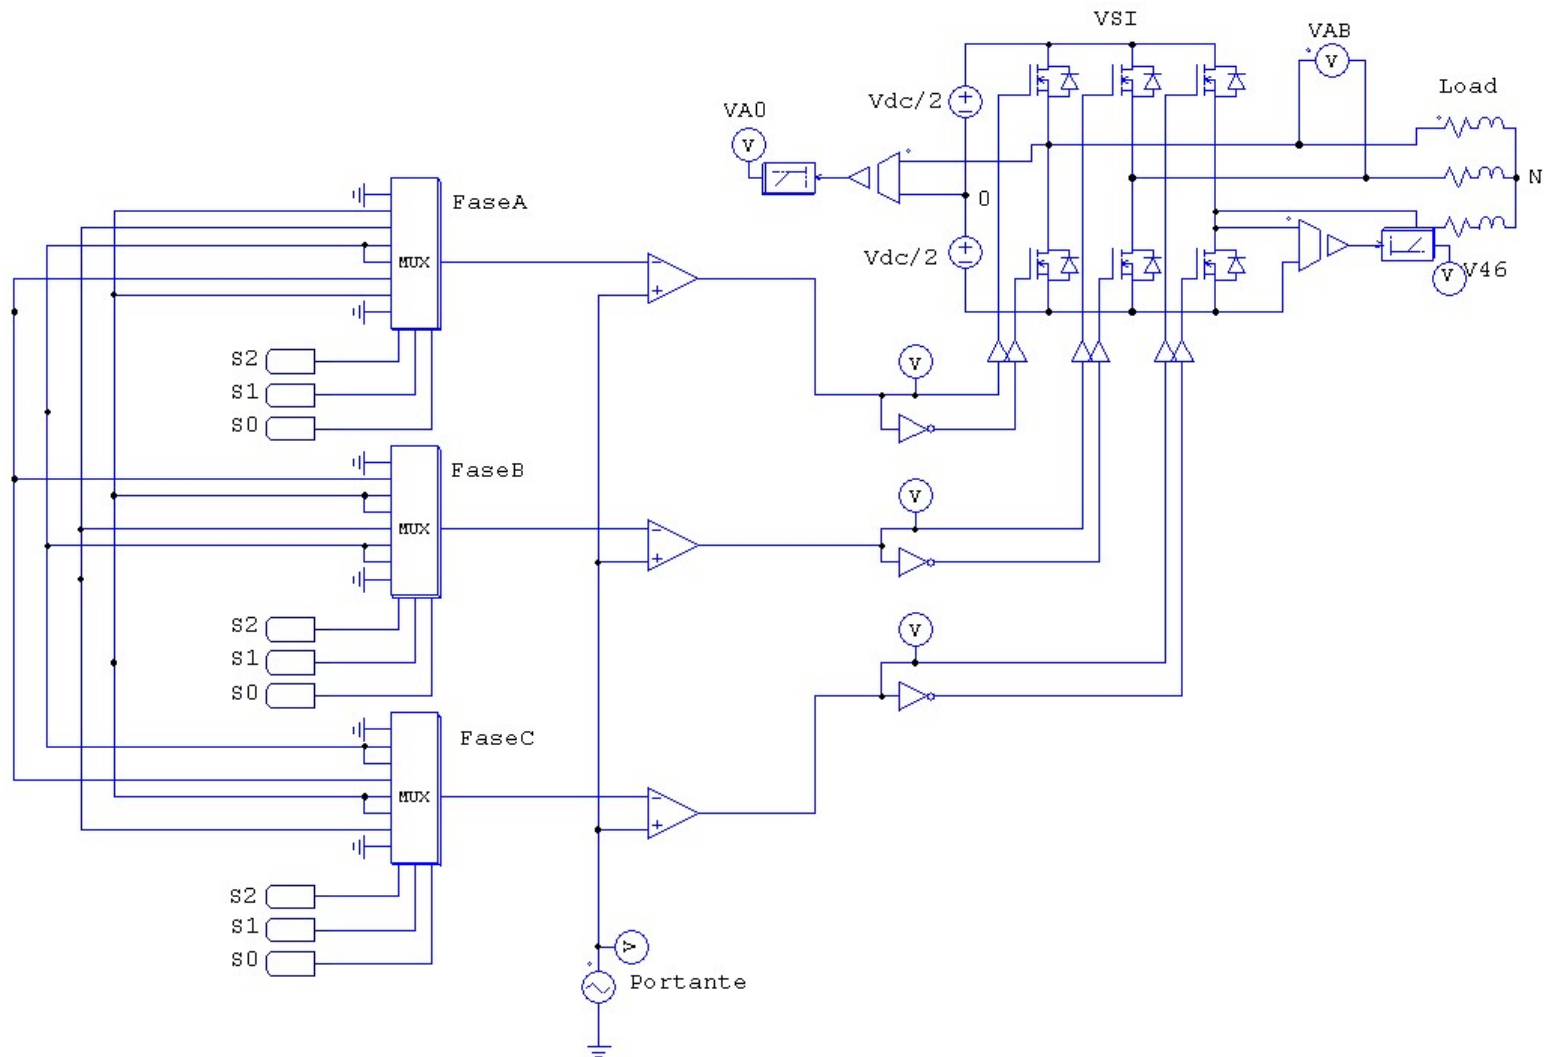 VSI
VAB
V
Load
Vdc/2
VA0
V
N
0
FaseA
Vdc/2
V
V46
MUX
S2
V
S1
S0
FaseB
V
MUX
S2
V
S1
S0
FaseC
MUX
S2
S1
V
S0
Portante